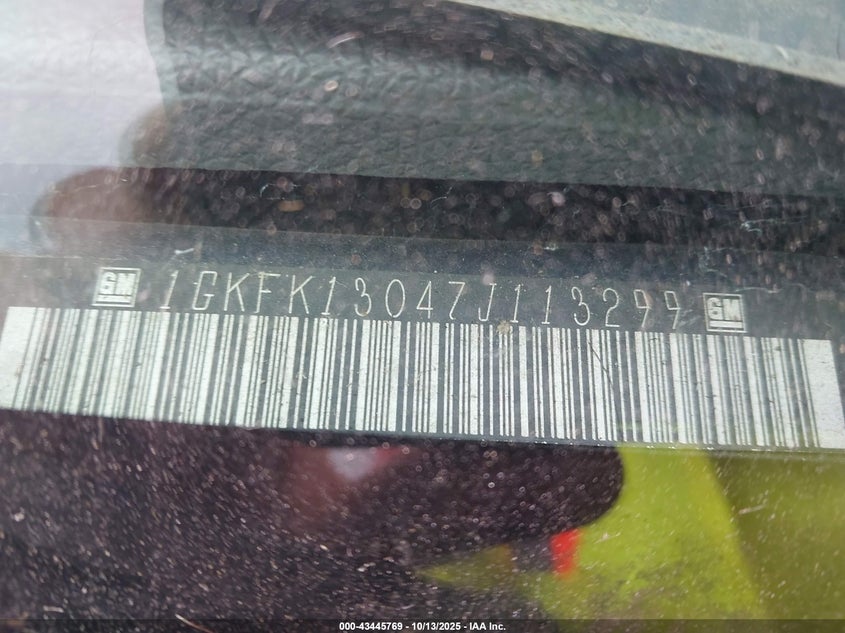 GM 1GKFK13047J113299 GM
000-43445769 - 10/13/2025 - IAA Inc.